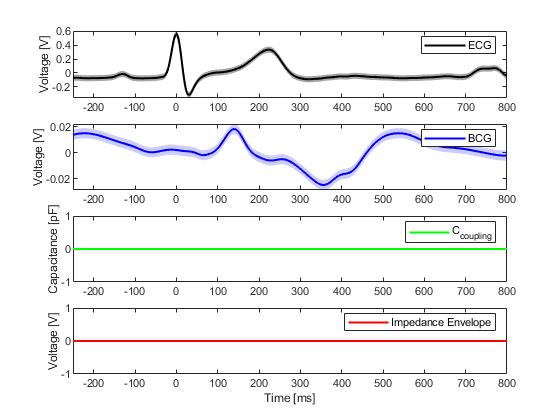 0.6
0.4
0.2
0
-0.2
Voltage [V]
ECG
-200 -100 0 100 200 300 400 500 600 700 800
0.02
0
-0.02
Voltage [V]
BCG
-200 -100 0 100 200 300 400 500 600 700 800
1
0
-1
Capacitance [pF]
C_coupling
-200 -100 0 100 200 300 400 500 600 700 800
1
0
-1
Voltage [V]
Impedance Envelope
-200 -100 0 100 200 300 400 500 600 700 800
Time [ms]